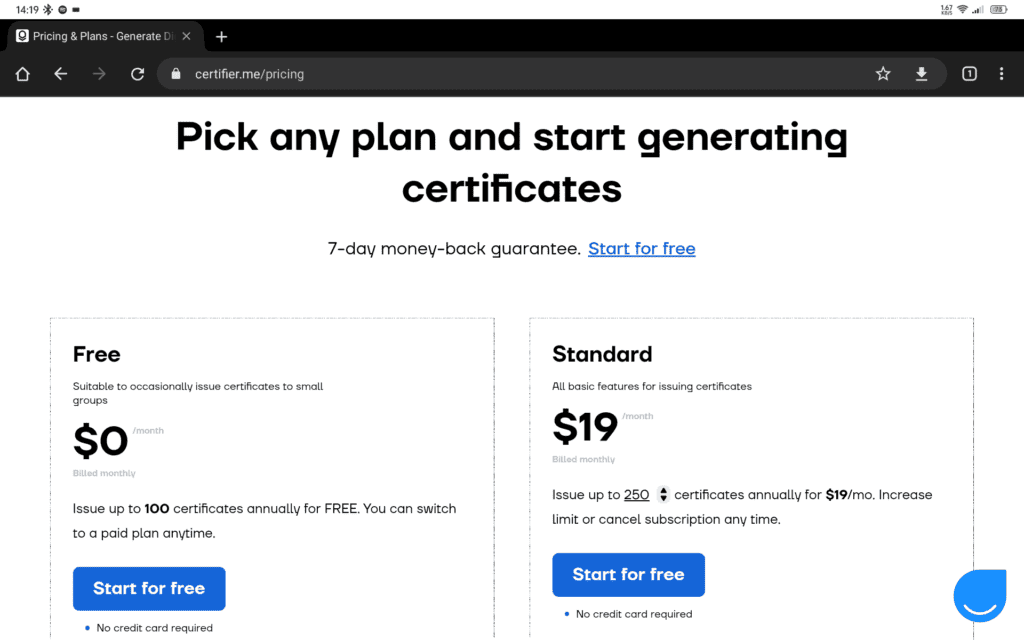 14:19
1.67
KB/S
Pricing & Plans - Generate Di
certifier.me/pricing
1
Pick any plan and start generating
certificates
7-day money-back guarantee. Start for free
Free
Suitable to occasionally issue certificates to small
groups
$0 /month
Billed monthly
Issue up to 100 certificates annually for FREE. You can switch
to a paid plan anytime.
Start for free
No credit card required
Standard
All basic features for issuing certificates
$19 /month
Billed monthly
Issue up to 250 certificates annually for $19/mo. Increase
limit or cancel subscription any time.
Start for free
No credit card required